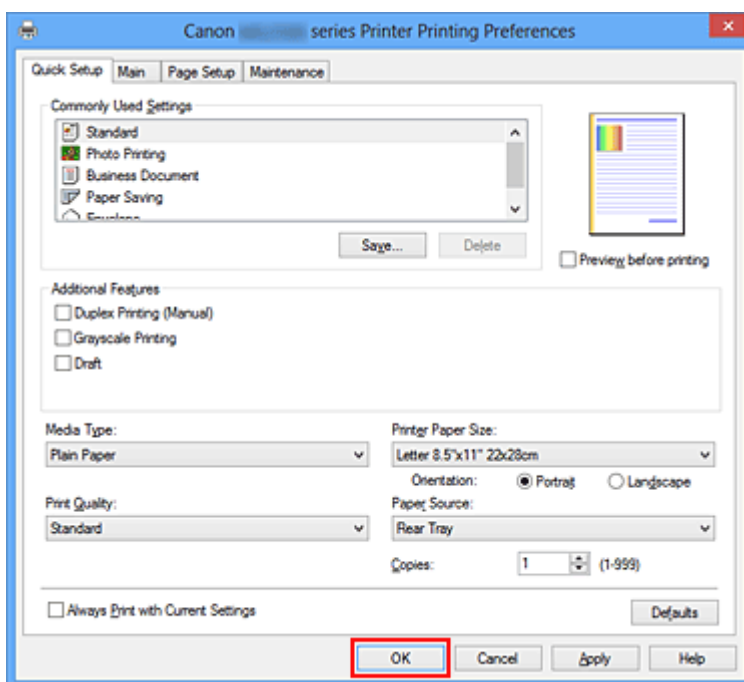 Canon series Printer Printing Preferences
Quick Setup Main Page Setup Maintenance
Commonly Used Settings
Standard
Photo Printing
Business Document
Paper Saving
Envelope
Save... Delete
Preview before printing
Additional Features
Duplex Printing (Manual)
Grayscale Printing
Draft
Media Type: Printer Paper Size:
Plain Paper Letter 8.5"x11" 22x28cm
Orientation: Portrait Landscape
Print Quality: Paper Source:
Standard Rear Tray
Copies: 1 (1-999)
Always Print with Current Settings Defaults
OK Cancel Apply Help